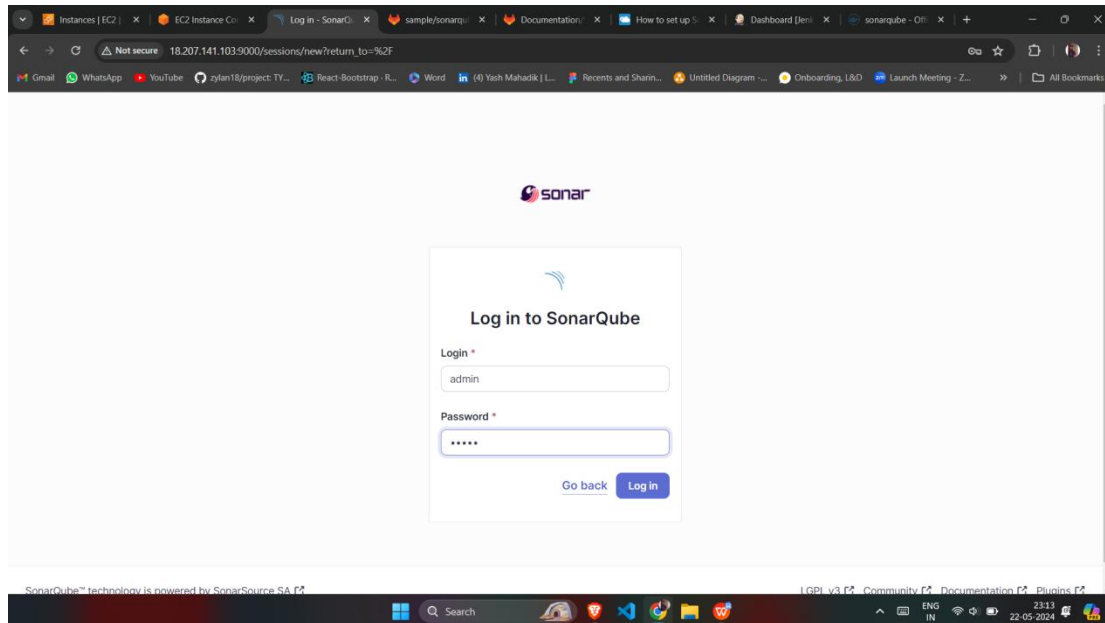 Instances | EC2 |
EC2 Instance Co
Log in - SonarQ
sample/sonarqu
Documentation/
How to set up S
Dashboard [Jenk
sonarqube - Off
Not secure 18.207.141.103:9000/sessions/new?return_to=%2F
Gmail WhatsApp YouTube zylan18/project: TY... React-Bootstrap · R... Word (4) Yash Mahadik | L... Recents and Sharin... Untitled Diagram -... Onboarding, L&D Launch Meeting - Z... All Bookmarks
sonar
Log in to SonarQube
Login *
admin
Password *
•••••
Go back Log in
SonarQube™ technology is powered by SonarSource SA
LGPL v3 Community Documentation Plugins
Search
ENG
IN
23:13
22-05-2024